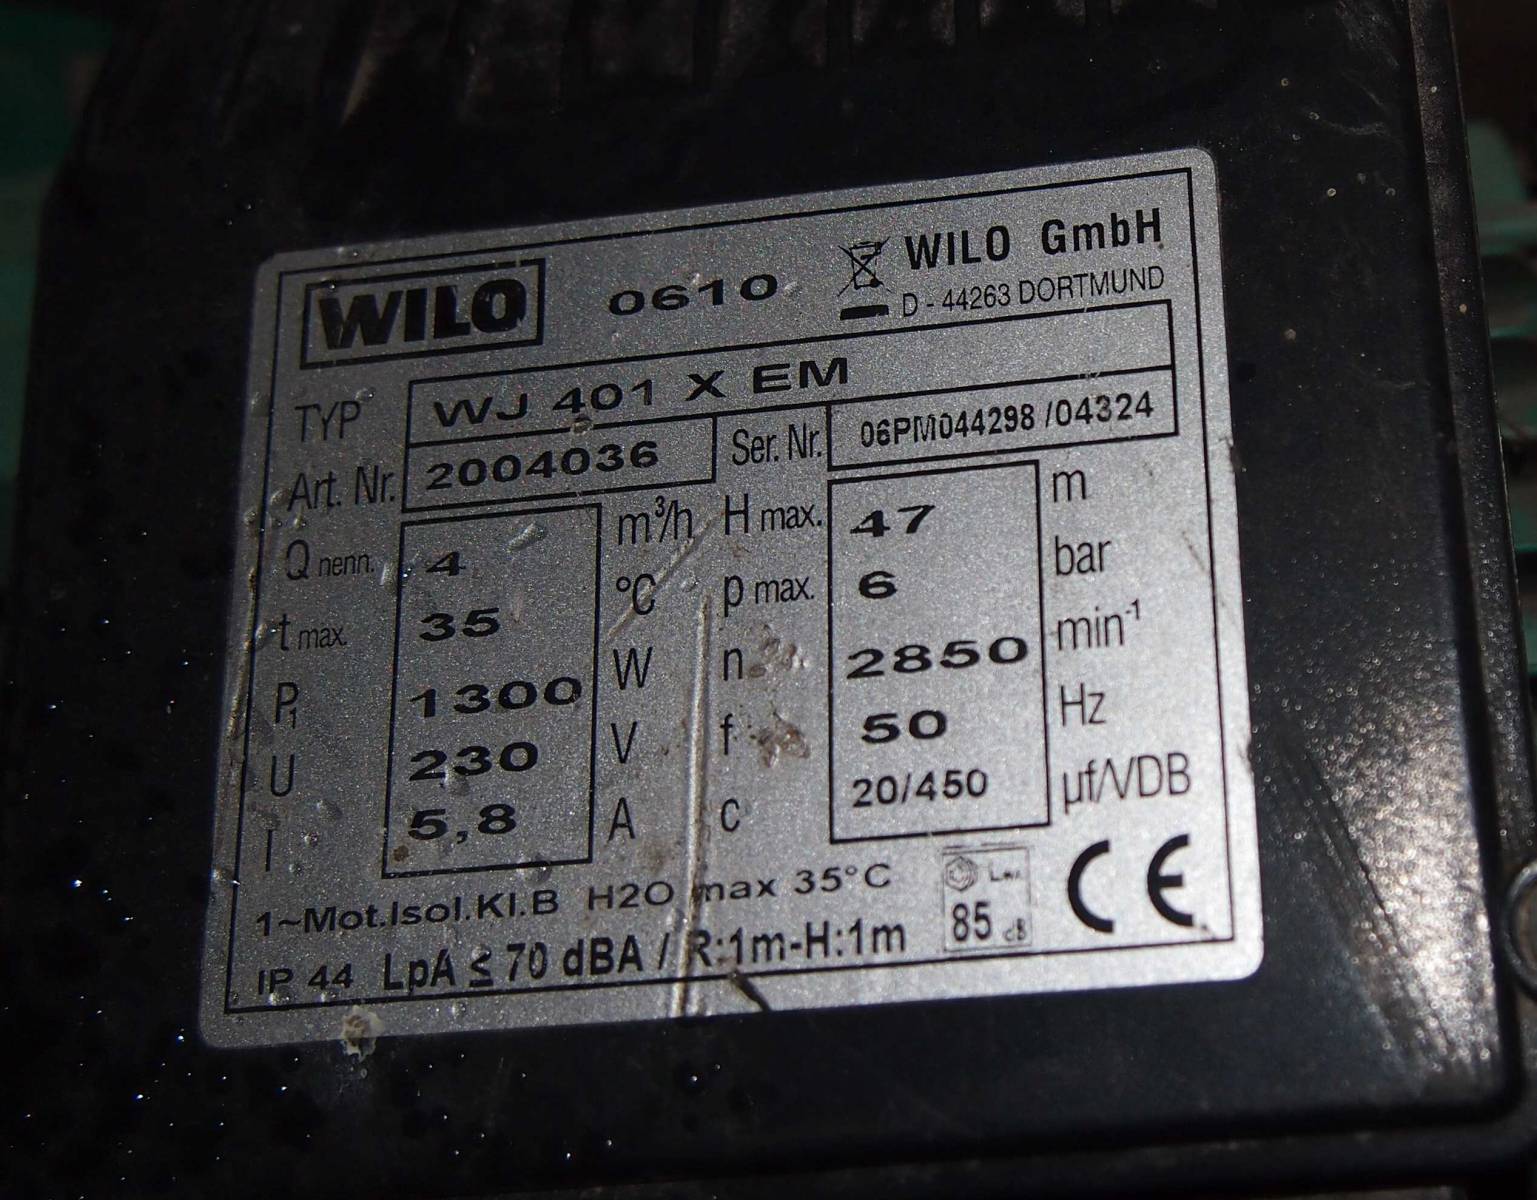 WILO 0610 WILO GmbH
D - 44263 DORTMUND
TYP WJ 401 X EM
Art. Nr. 2004036 Ser. Nr. 06PM044298 /04324
Q nenn. 4 m³/h H max. 47 m
t max. 35 °C p max. 6 bar
P₁ 1300 W n 2850 min⁻¹
U 230 V f 50 Hz
I 5,8 A c 20/450 µf/VDB
1~Mot.Isol.Kl.B H2O max 35°C
IP 44 LpA ≤ 70 dBA / R:1m-H:1m
85 dB
CE